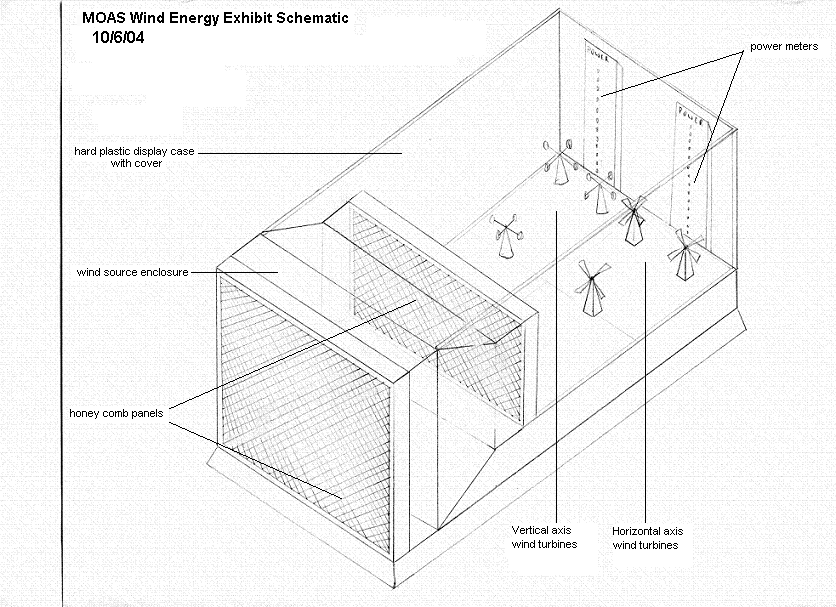 MOAS Wind Energy Exhibit Schematic
10/6/04
power meters
POWER
POWER
hard plastic display case
with cover
wind source enclosure
honey comb panels
Vertical axis
wind turbines
Horizontal axis
wind turbines